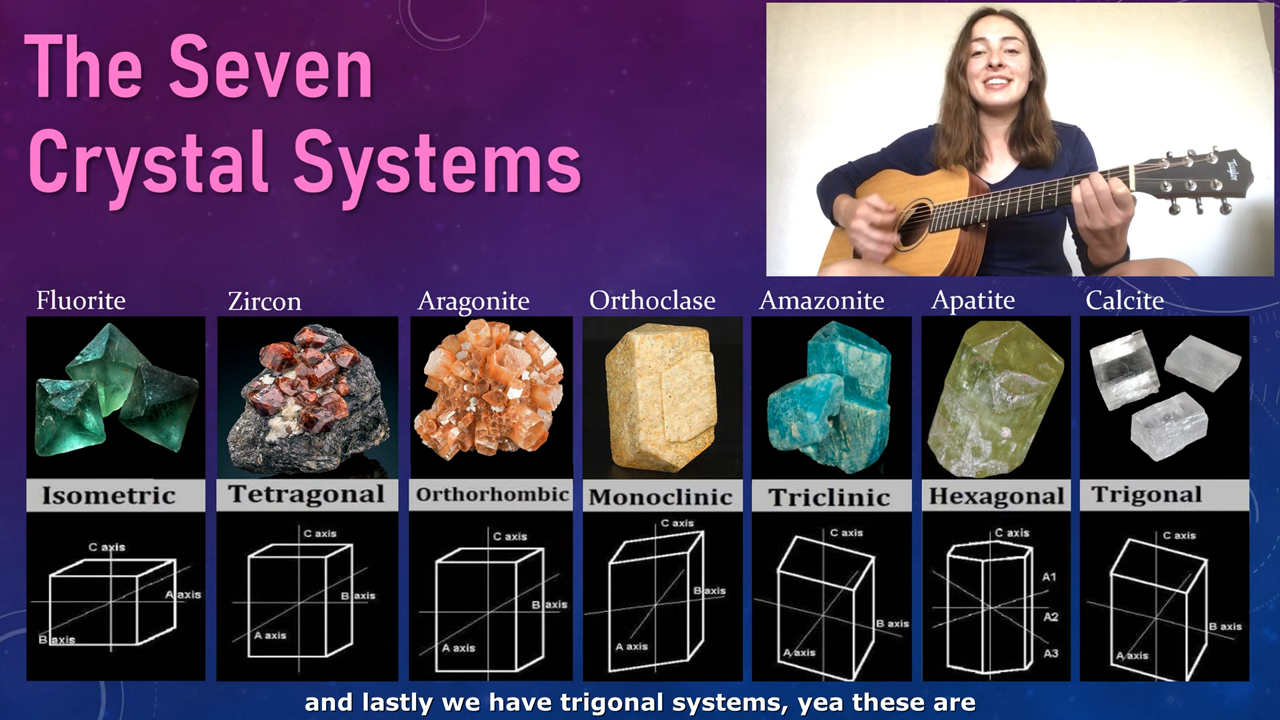 The Seven
Crystal Systems
Taylor
Fluorite
Zircon
Aragonite
Orthoclase
Amazonite
Apatite
Calcite
Isometric
Tetragonal
Orthorhombic
Monoclinic
Triclinic
Hexagonal
Trigonal
C axis
A axis
B axis
C axis
B axis
A axis
C axis
B axis
A axis
C axis
B axis
A axis
C axis
B axis
A axis
C axis
A1
A2
A3
C axis
B axis
A axis
and lastly we have trigonal systems, yea these are